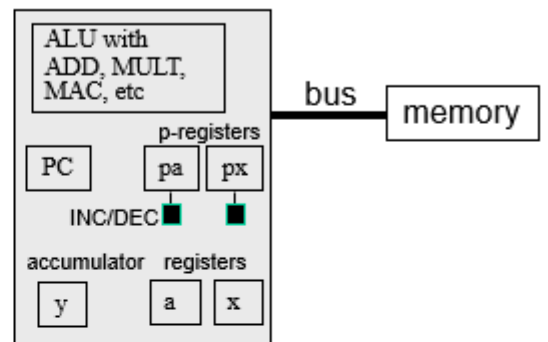 ALU with
ADD, MULT,
MAC, etc
bus
memory
p-registers
PC
pa
px
INC/DEC
accumulator
registers
y
a
x